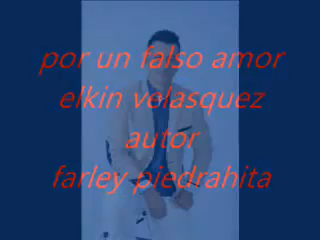 por un falso amor
elkin velasquez
autor
farley piedrahita